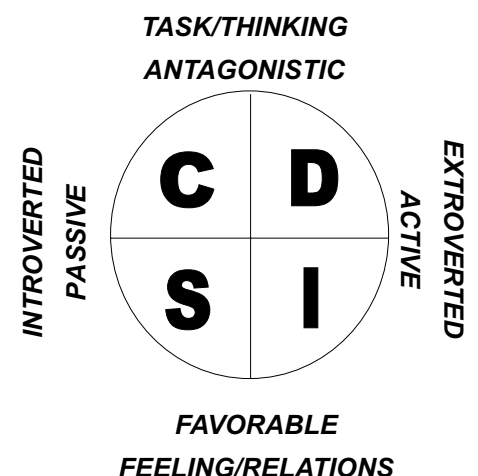 TASK/THINKING
ANTAGONISTIC
INTROVERTED
PASSIVE
C D
S I
ACTIVE
EXTROVERTED
FAVORABLE
FEELING/RELATIONS